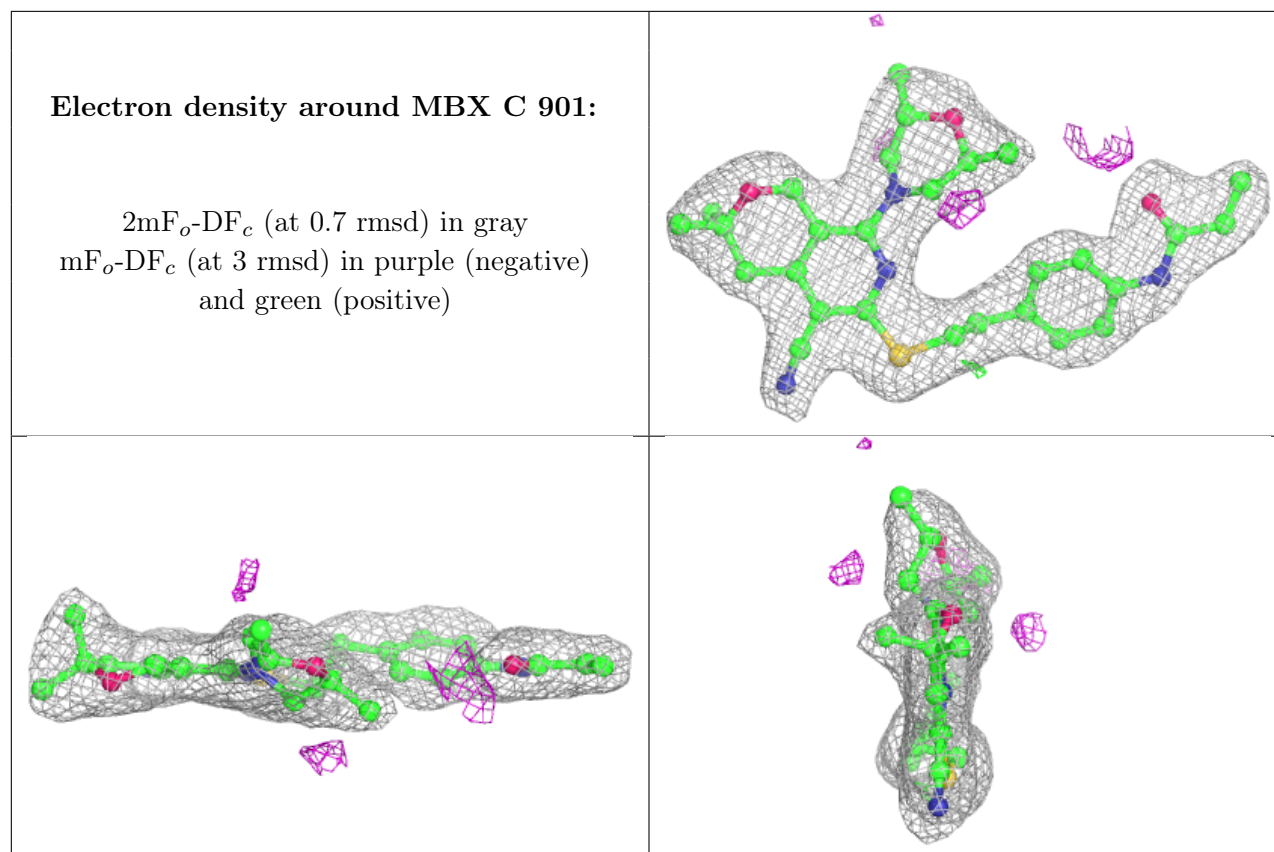 Electron density around MBX C 901:
2mFₒ-DF𝑐 (at 0.7 rmsd) in gray
mFₒ-DF𝑐 (at 3 rmsd) in purple (negative)
and green (positive)